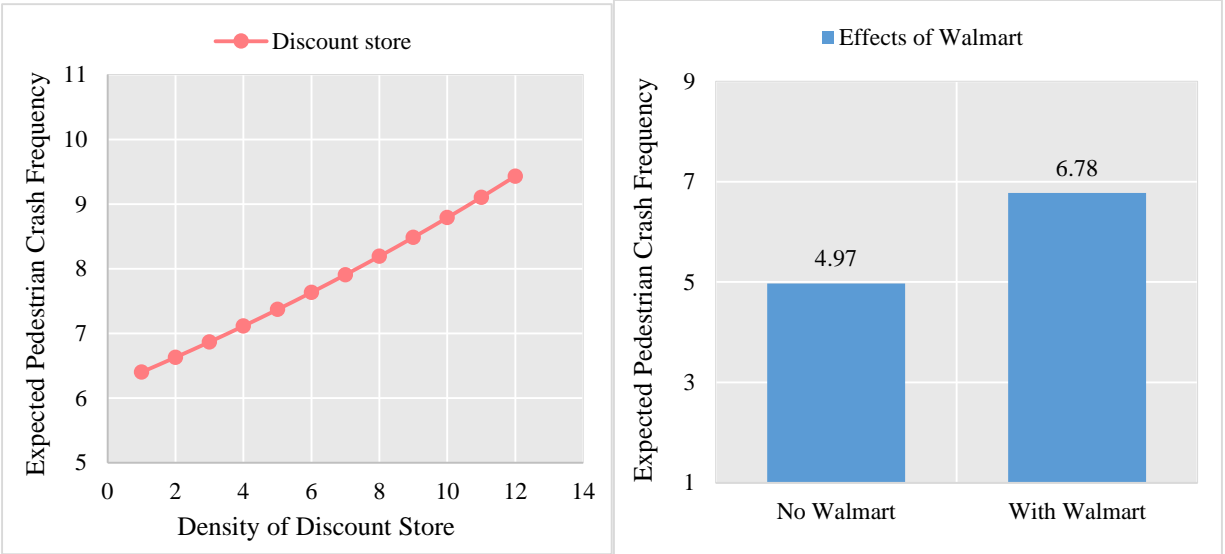 Discount store
Expected Pedestrian Crash Frequency
11
10
9
8
7
6
5
0 2 4 6 8 10 12 14
Density of Discount Store
Effects of Walmart
Expected Pedestrian Crash Frequency
9
7
5
3
1
4.97
6.78
No Walmart With Walmart